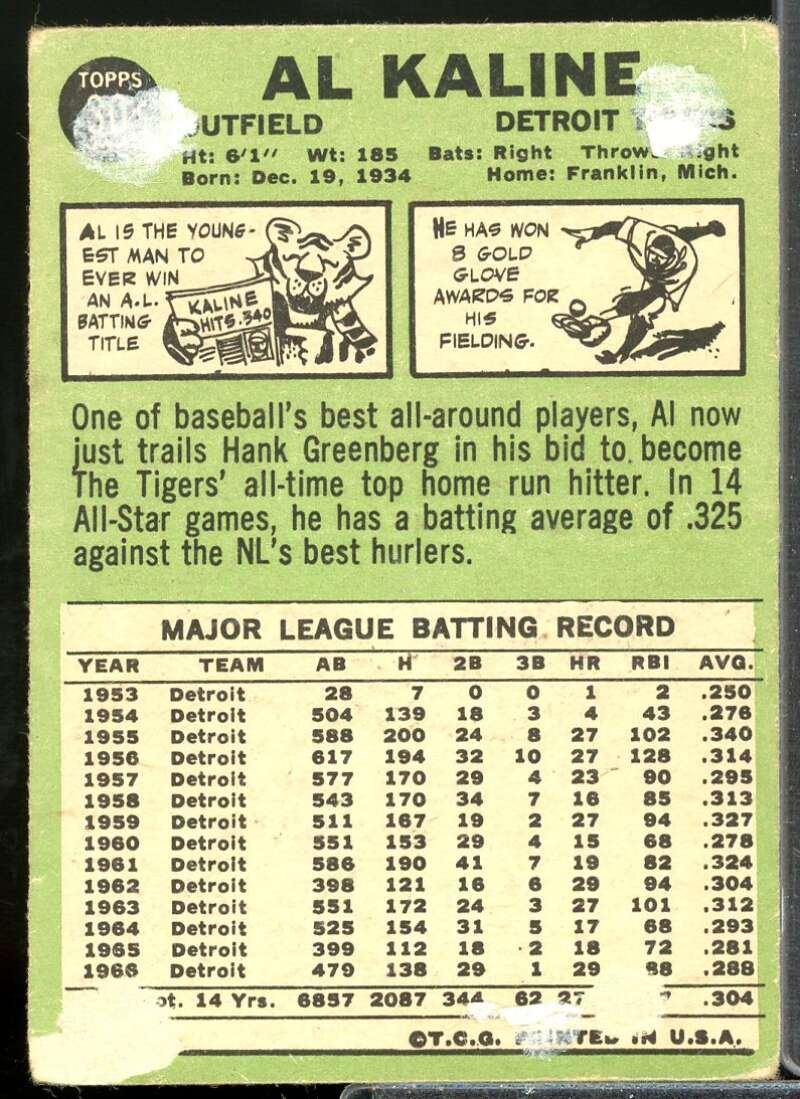 TOPPS
AL KALINE
OUTFIELD DETROIT
Ht: 6'1'' Wt: 185 Bats: Right Throws: Right
Born: Dec. 19, 1934 Home: Franklin, Mich.
AL IS THE YOUNG-
EST MAN TO
EVER WIN
AN A.L.
BATTING
TITLE
KALINE
HITS .340
HE HAS WON
8 GOLD
GLOVE
AWARDS FOR
HIS
FIELDING.
One of baseball's best all-around players, Al now
just trails Hank Greenberg in his bid to become
The Tigers' all-time top home run hitter. In 14
All-Star games, he has a batting average of .325
against the NL's best hurlers.
MAJOR LEAGUE BATTING RECORD
YEAR TEAM AB H 2B 3B HR RBI AVG.
1953 Detroit 28 7 0 0 1 2 .250
1954 Detroit 504 139 18 3 4 43 .276
1955 Detroit 588 200 24 8 27 102 .340
1956 Detroit 617 194 32 10 27 128 .314
1957 Detroit 577 170 29 4 23 90 .295
1958 Detroit 543 170 34 7 16 85 .313
1959 Detroit 511 167 19 2 27 94 .327
1960 Detroit 551 153 29 4 15 68 .278
1961 Detroit 586 190 41 7 19 82 .324
1962 Detroit 398 121 16 6 29 94 .304
1963 Detroit 551 172 24 3 27 101 .312
1964 Detroit 525 154 31 5 17 68 .293
1965 Detroit 399 112 18 2 18 72 .281
1966 Detroit 479 138 29 1 29 88 .288
14 Yrs. 6857 2087 344 62 .304
©T.C.G. PRINTED IN U.S.A.